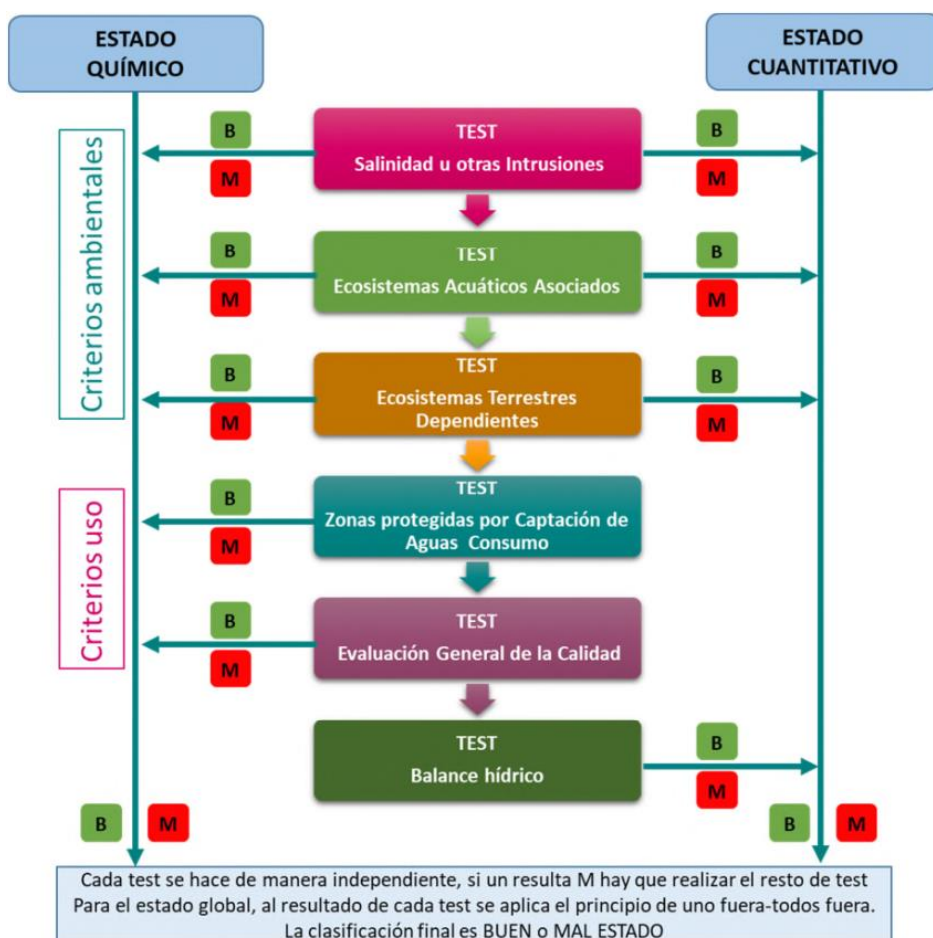 ESTADO
QUÍMICO
ESTADO
CUANTITATIVO
Criterios ambientales
Criterios uso
B
M
TEST
Salinidad u otras Intrusiones
B
M
B
M
TEST
Ecosistemas Acuáticos Asociados
B
M
B
M
TEST
Ecosistemas Terrestres
Dependientes
B
M
B
M
TEST
Zonas protegidas por Captación de
Aguas Consumo
B
M
TEST
Evaluación General de la Calidad
TEST
Balance hídrico
B
M
B M
B M
Cada test se hace de manera independiente, si un resulta M hay que realizar el resto de test
Para el estado global, al resultado de cada test se aplica el principio de uno fuera-todos fuera.
La clasificación final es BUEN o MAL ESTADO